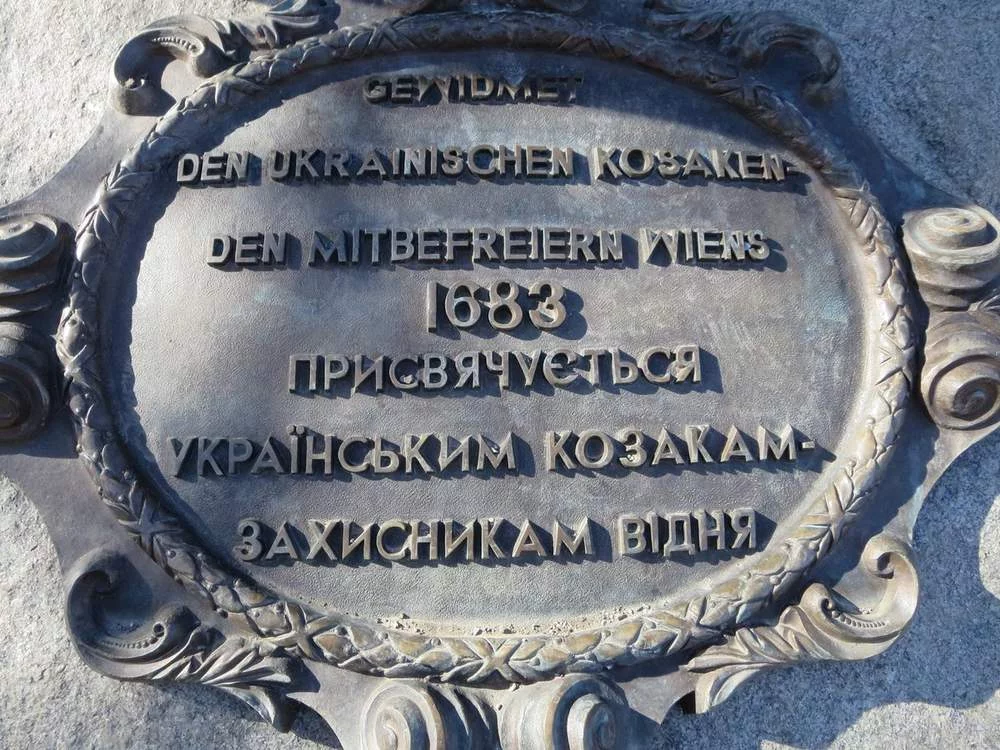 GEWIDMET
DEN UKRAINISCHEN KOSAKEN-
DEN MITBEFREIERN WIENS
1683
ПРИСВЯЧУЄТЬСЯ
УКРАЇНСЬКИМ КОЗАКАМ-
ЗАХИСНИКАМ ВІДНЯ